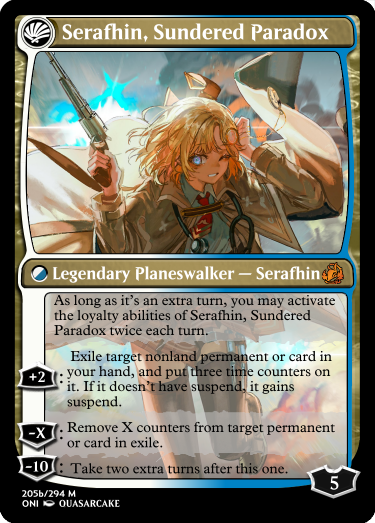 Serafhin, Sundered Paradox
Legendary Planeswalker — Serafhin
As long as it's an extra turn, you may activate
the loyalty abilities of Serafhin, Sundered
Paradox twice each turn.
+2: Exile target nonland permanent or card in
your hand, and put three time counters on
it. If it doesn't have suspend, it gains
suspend.
-X: Remove X counters from target permanent
or card in exile.
-10: Take two extra turns after this one.
5
205b/294 M
ONI QUASARCAKE